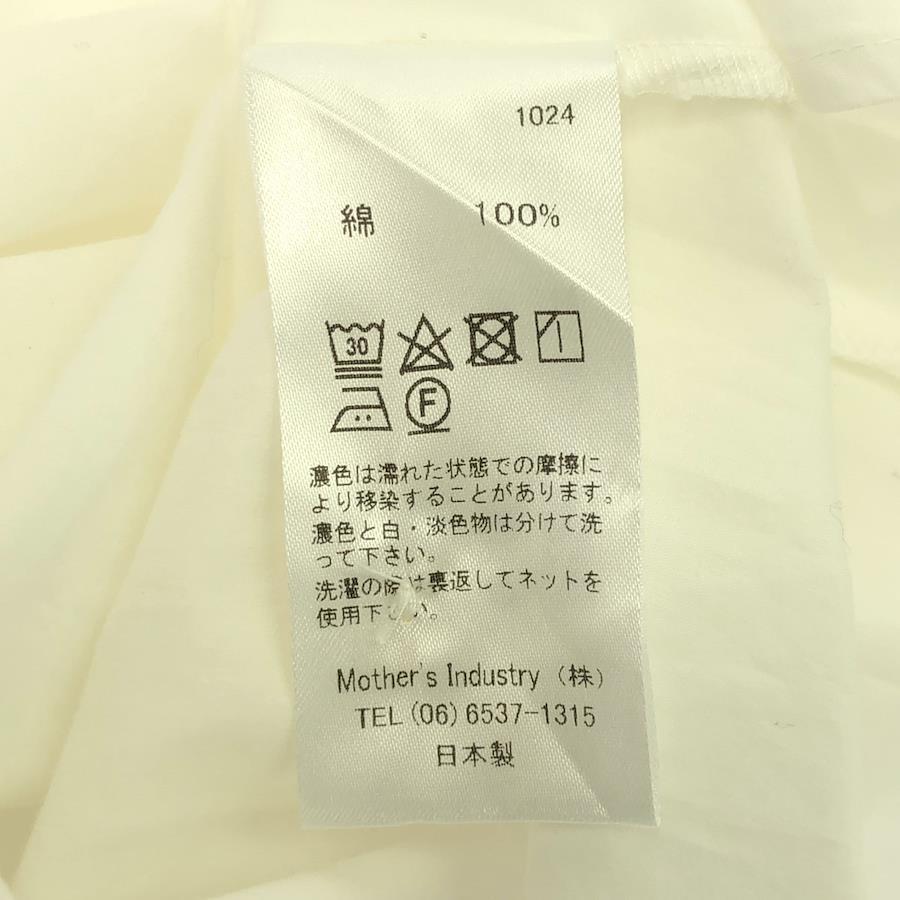 1024
綿 100%
30
F
濃色は濡れた状態での摩擦に
より移染することがあります。
濃色と白・淡色物は分けて洗
って下さい。
洗濯の際は裏返してネットを
使用下さい。
Mother's Industry (株)
TEL(06)6537-1315
日本製